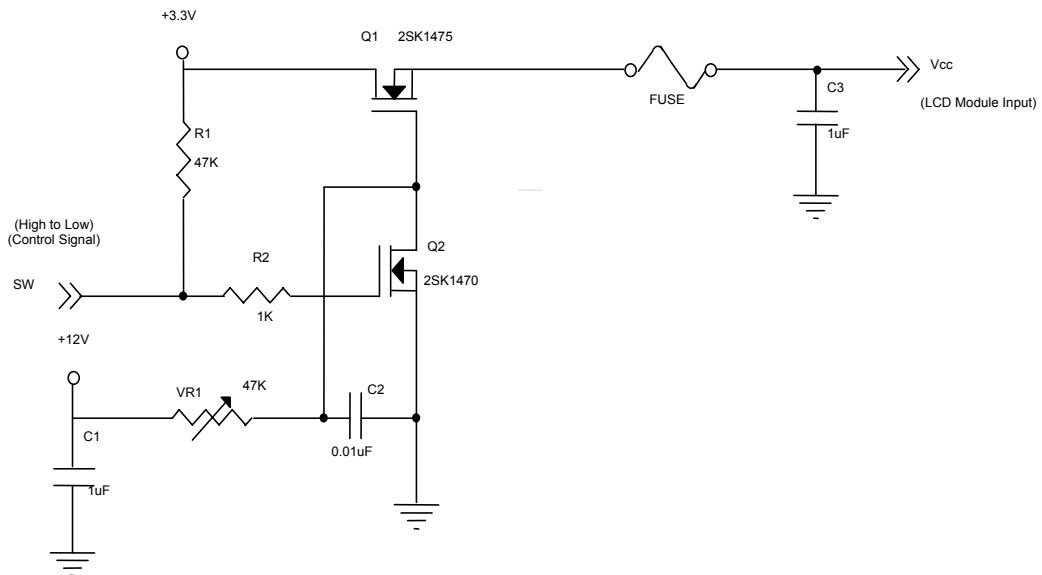 +3.3V
Q1 2SK1475
Vcc
(LCD Module Input)
FUSE
C3
1uF
R1
47K
(High to Low)
(Control Signal)
SW
R2
1K
Q2
2SK1470
+12V
VR1
47K
C2
0.01uF
C1
1uF